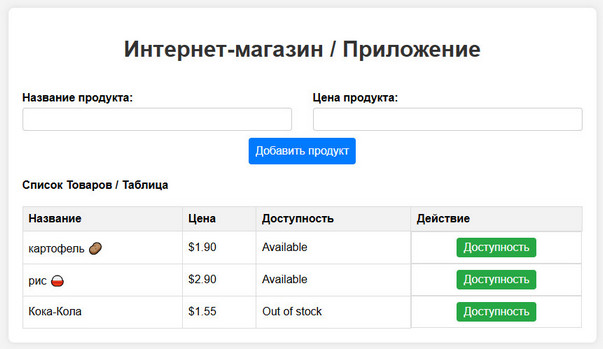 Интернет-магазин / Приложение
Название продукта: Цена продукта:
Добавить продукт
Список Товаров / Таблица
Название Цена Доступность Действие
картофель 🥔 $1.90 Available Доступность
рис 🍚 $2.90 Available Доступность
Кока-Кола $1.55 Out of stock Доступность